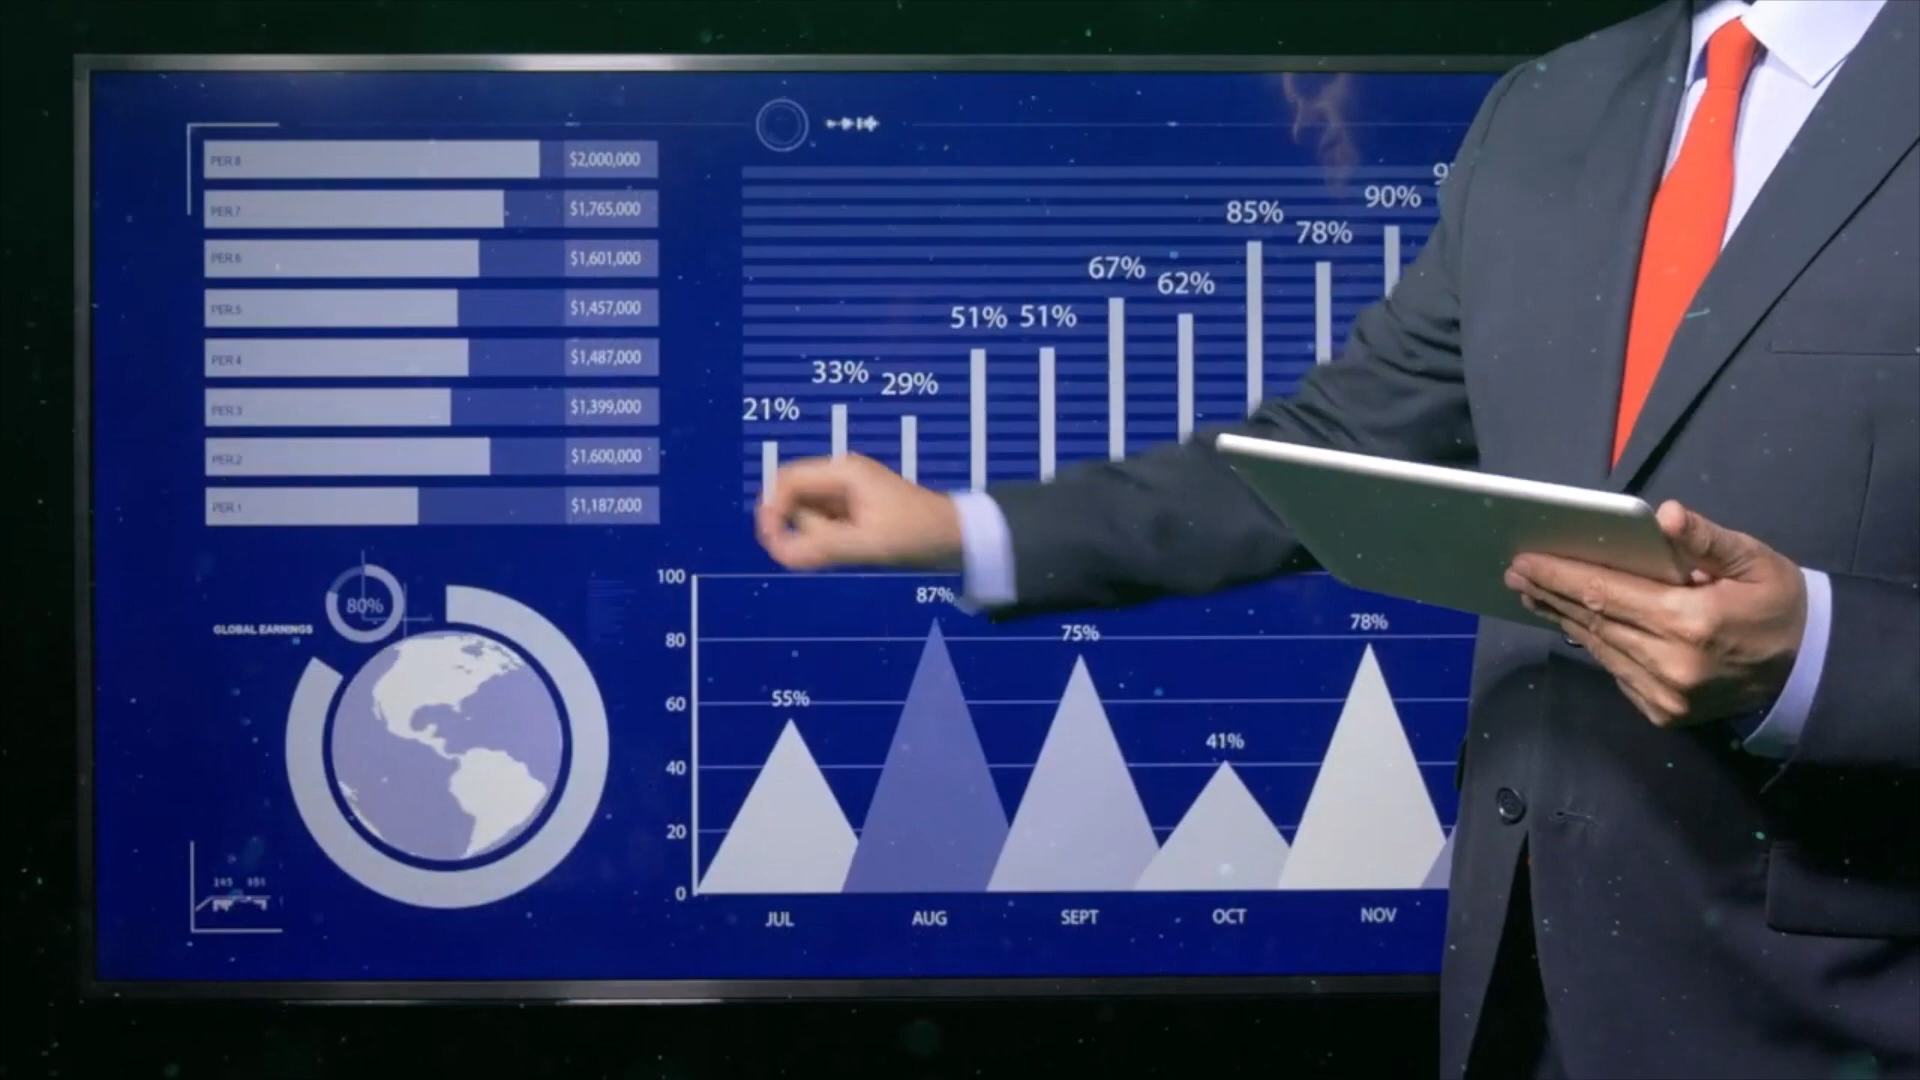 PER.8 $2,000,000
PER.7 $1,765,000
PER.6 $1,601,000
PER.5 $1,457,000
PER.4 $1,487,000
PER.3 $1,399,000
PER.2 $1,600,000
PER.1 $1,187,000
21% 33% 29% 51% 51% 67% 62% 85% 78% 90%
80%
GLOBAL EARNINGS
100
80
60
40
20
0
55% 87% 75% 41% 78%
JUL AUG SEPT OCT NOV